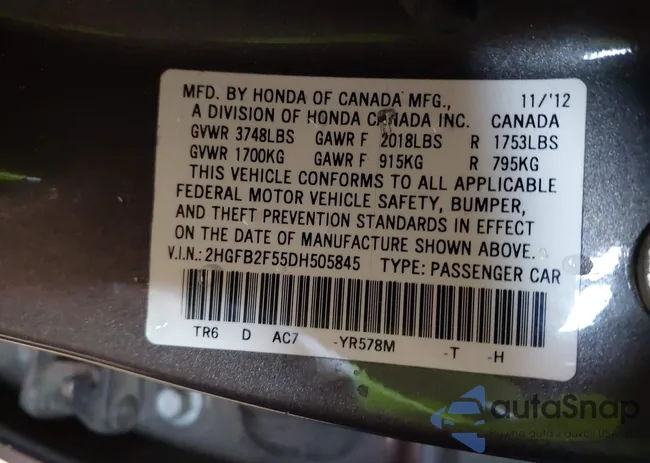 MFD. BY HONDA OF CANADA MFG., 11/'12
A DIVISION OF HONDA CANADA INC. CANADA
GVWR 3748LBS GAWR F 2018LBS R 1753LBS
GVWR 1700KG GAWR F 915KG R 795KG
THIS VEHICLE CONFORMS TO ALL APPLICABLE
FEDERAL MOTOR VEHICLE SAFETY, BUMPER,
AND THEFT PREVENTION STANDARDS IN EFFECT
ON THE DATE OF MANUFACTURE SHOWN ABOVE.
V.I.N.: 2HGFB2F55DH505845 TYPE: PASSENGER CAR
TR6 D AC7 -YR578M -T -H
autaSnap